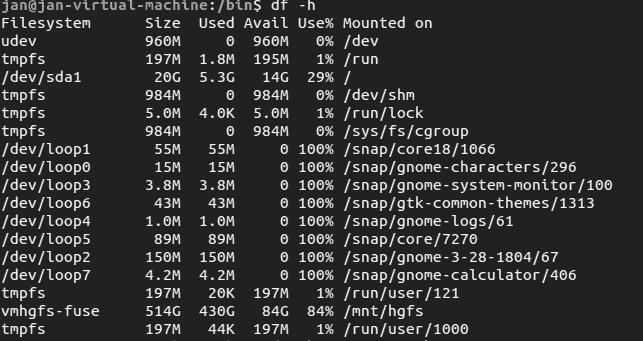 jan@jan-virtual-machine:/bin$ df -h
Filesystem      Size  Used Avail Use% Mounted on
udev            960M     0  960M   0% /dev
tmpfs           197M  1.8M  195M   1% /run
/dev/sda1        20G  5.3G   14G  29% /
tmpfs           984M     0  984M   0% /dev/shm
tmpfs           5.0M  4.0K  5.0M   1% /run/lock
tmpfs           984M     0  984M   0% /sys/fs/cgroup
/dev/loop1       55M   55M     0 100% /snap/core18/1066
/dev/loop0       15M   15M     0 100% /snap/gnome-characters/296
/dev/loop3      3.8M  3.8M     0 100% /snap/gnome-system-monitor/100
/dev/loop6       43M   43M     0 100% /snap/gtk-common-themes/1313
/dev/loop4      1.0M  1.0M     0 100% /snap/gnome-logs/61
/dev/loop5       89M   89M     0 100% /snap/core/7270
/dev/loop2      150M  150M     0 100% /snap/gnome-3-28-1804/67
/dev/loop7      4.2M  4.2M     0 100% /snap/gnome-calculator/406
tmpfs           197M   20K  197M   1% /run/user/121
vmhgfs-fuse     514G  430G   84G  84% /mnt/hgfs
tmpfs           197M   44K  197M   1% /run/user/1000